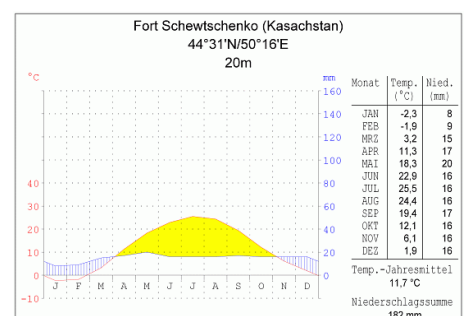 Fort Schewtschenko (Kasachstan)
44°31'N/50°16'E
20m
°C
mm
160
140
120
100
40 80
30 60
20 40
10 20
0 0
-10
J F M A M J J A S O N D
Monat Temp. Nied.
(°C) (mm)
JAN -2,3 8
FEB -1,9 9
MRZ 3,2 15
APR 11,3 17
MAI 18,3 20
JUN 22,9 16
JUL 25,5 16
AUG 24,4 16
SEP 19,4 17
OKT 12,1 16
NOV 6,1 16
DEZ 1,9 16
Temp.-Jahresmittel
11,7 °C
Niederschlagssumme
182 mm